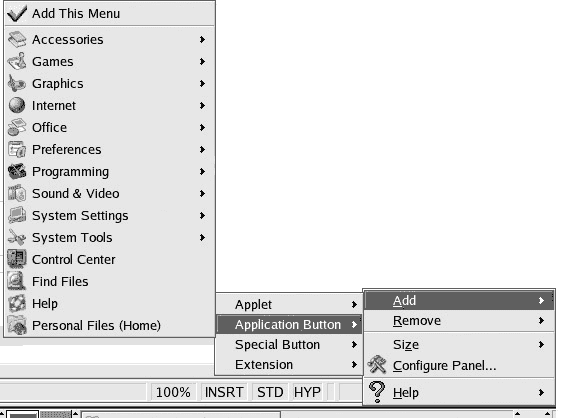 Add This Menu
Accessories
Games
Graphics
Internet
Office
Preferences
Programming
Sound & Video
System Settings
System Tools
Control Center
Find Files
Help
Personal Files (Home)
Applet
Application Button
Special Button
Extension
Add
Remove
Size
Configure Panel...
Help
100% INSRT STD HYP